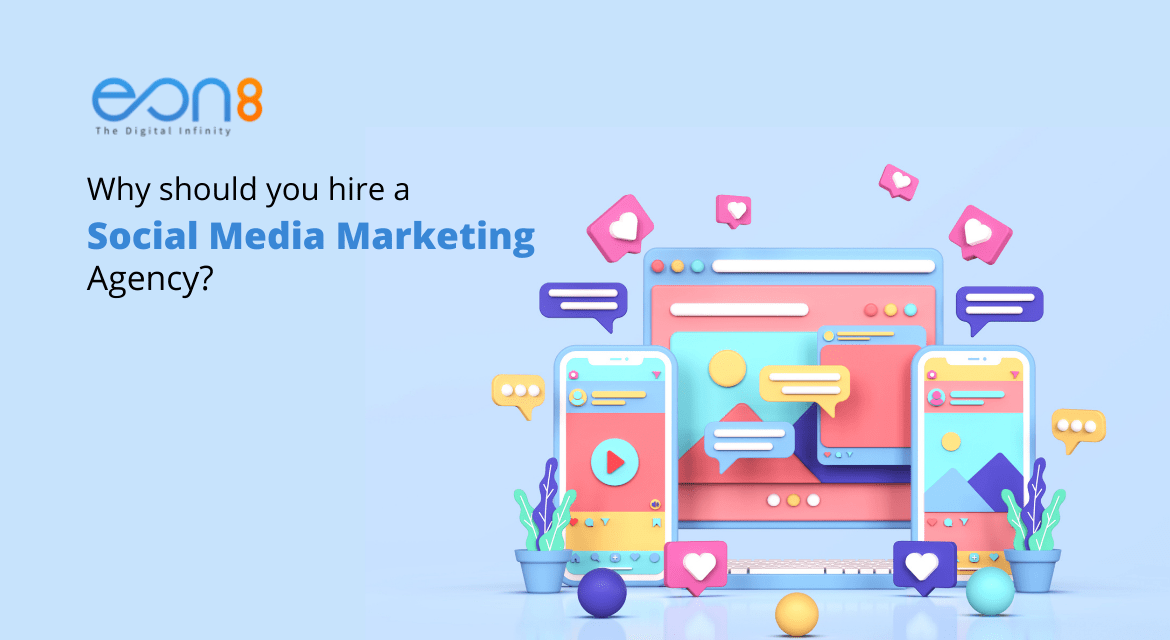 eon8
The Digital Infinity
Why should you hire a
Social Media Marketing
Agency?